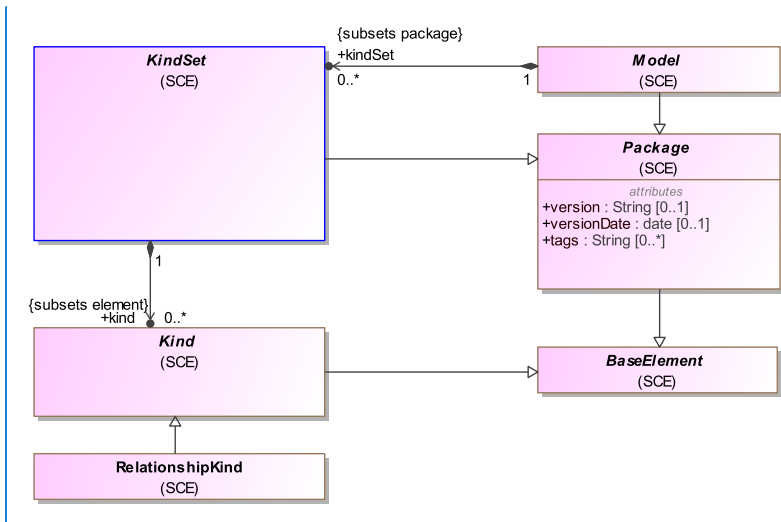 {subsets package}
+kindSet
0..*
1
KindSet
(SCE)
Model
(SCE)
Package
(SCE)
attributes
+version : String [0..1]
+versionDate : date [0..1]
+tags : String [0..*]
1
{subsets element}
+kind
0..*
Kind
(SCE)
BaseElement
(SCE)
RelationshipKind
(SCE)